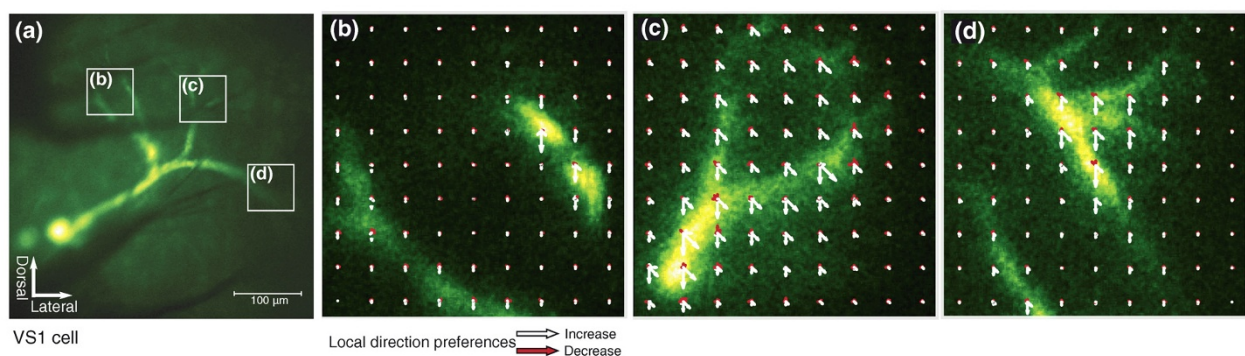 (a)
(b)
(c)
(d)
Dorsal
Lateral
100 µm
VS1 cell
(b)
(c)
(d)
Local direction preferences
Increase
Decrease